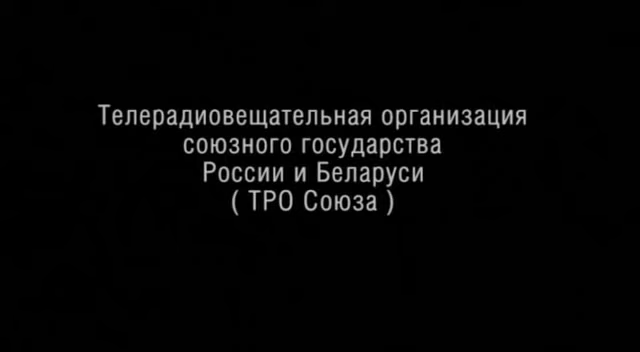 Телерадиовещательная организация
союзного государства
России и Беларуси
( ТРО Союза )